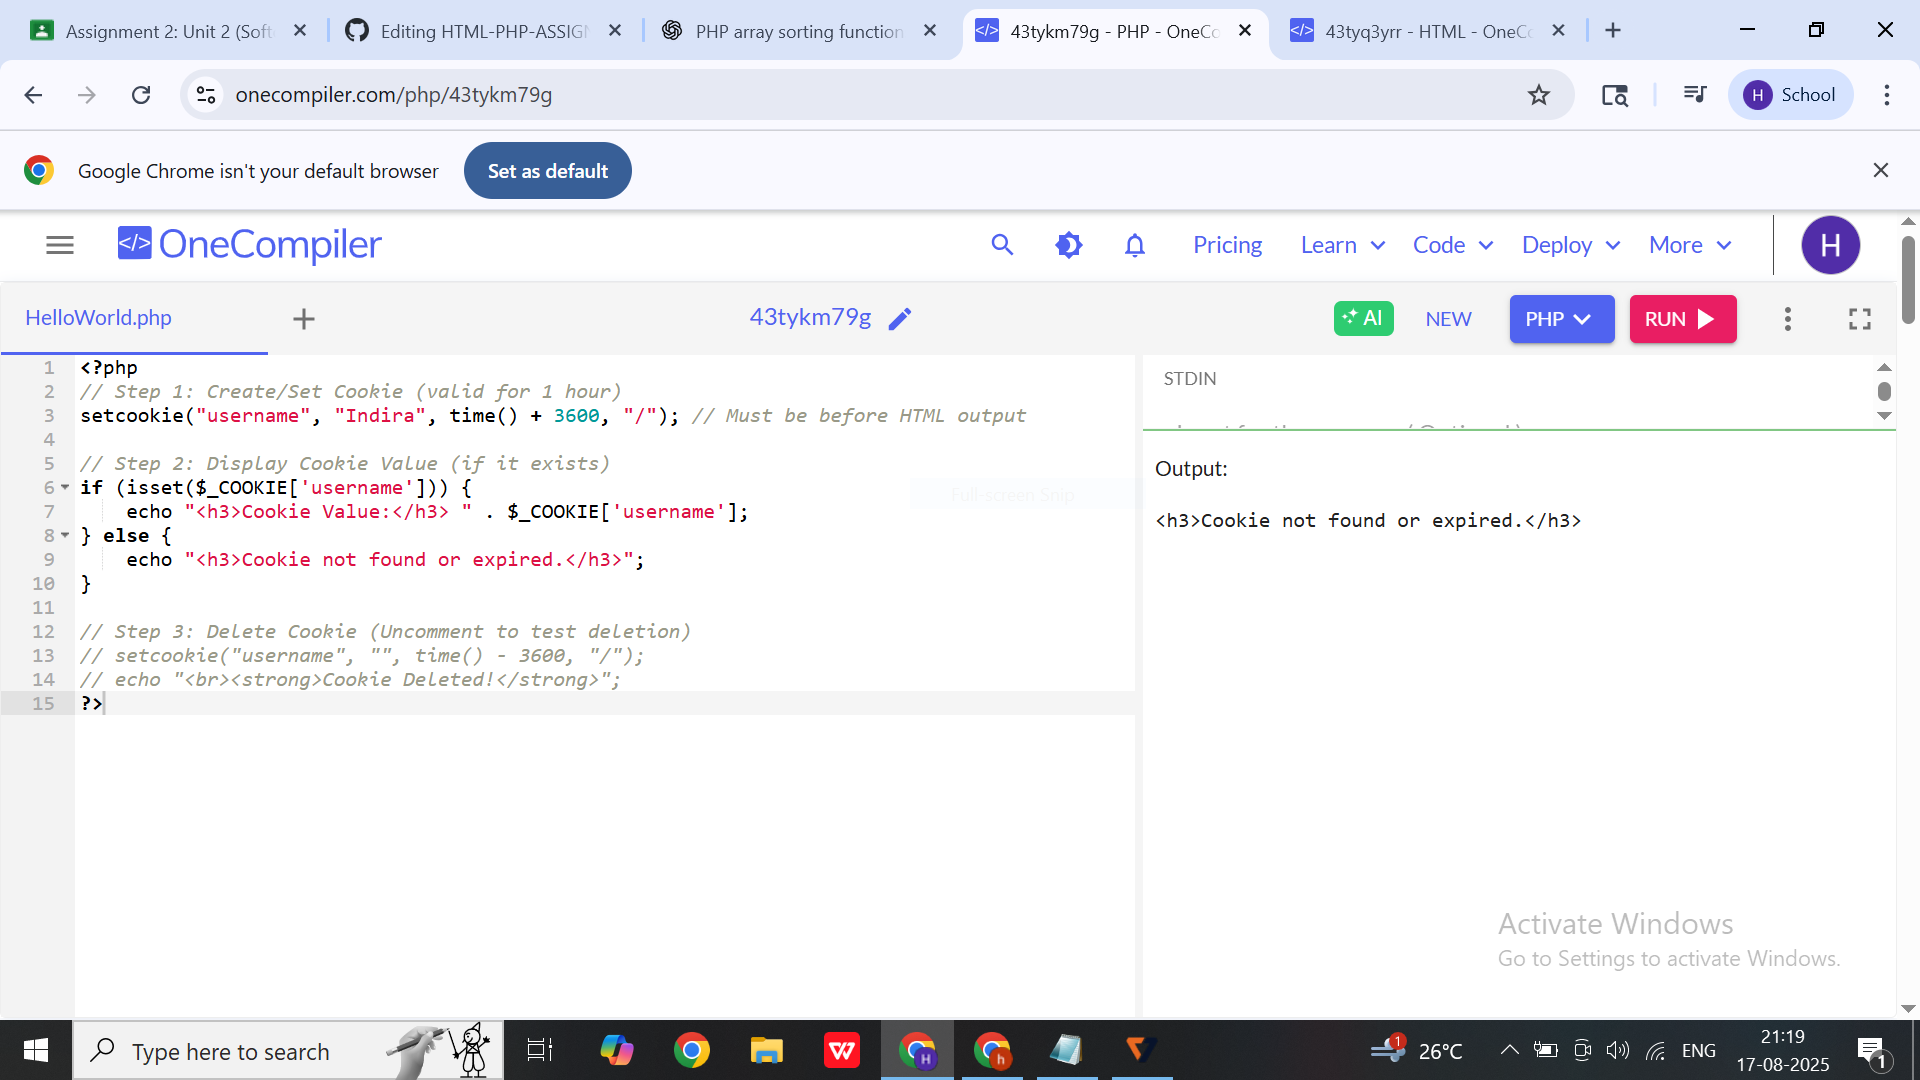 Assignment 2: Unit 2 (Soft
Editing HTML-PHP-ASSIGN
PHP array sorting function
43tykm79g - PHP - OneCo
43tyq3yrr - HTML - OneCo
onecompiler.com/php/43tykm79g
H School
Google Chrome isn't your default browser
Set as default
</> OneCompiler
Pricing Learn Code Deploy More
H
HelloWorld.php
43tykm79g
AI NEW PHP RUN
1 <?php
2 // Step 1: Create/Set Cookie (valid for 1 hour)
3 setcookie("username", "Indira", time() + 3600, "/"); // Must be before HTML output
4
5 // Step 2: Display Cookie Value (if it exists)
6 if (isset($_COOKIE['username'])) {
7 echo "<h3>Cookie Value:</h3> " . $_COOKIE['username'];
8 } else {
9 echo "<h3>Cookie not found or expired.</h3>";
10 }
11
12 // Step 3: Delete Cookie (Uncomment to test deletion)
13 // setcookie("username", "", time() - 3600, "/");
14 // echo "<br><strong>Cookie Deleted!</strong>";
15 ?>
Full-screen Snip
STDIN
Output:
<h3>Cookie not found or expired.</h3>
Activate Windows
Go to Settings to activate Windows.
Type here to search
W
H
h
1
26°C
ENG
21:19
17-08-2025
1